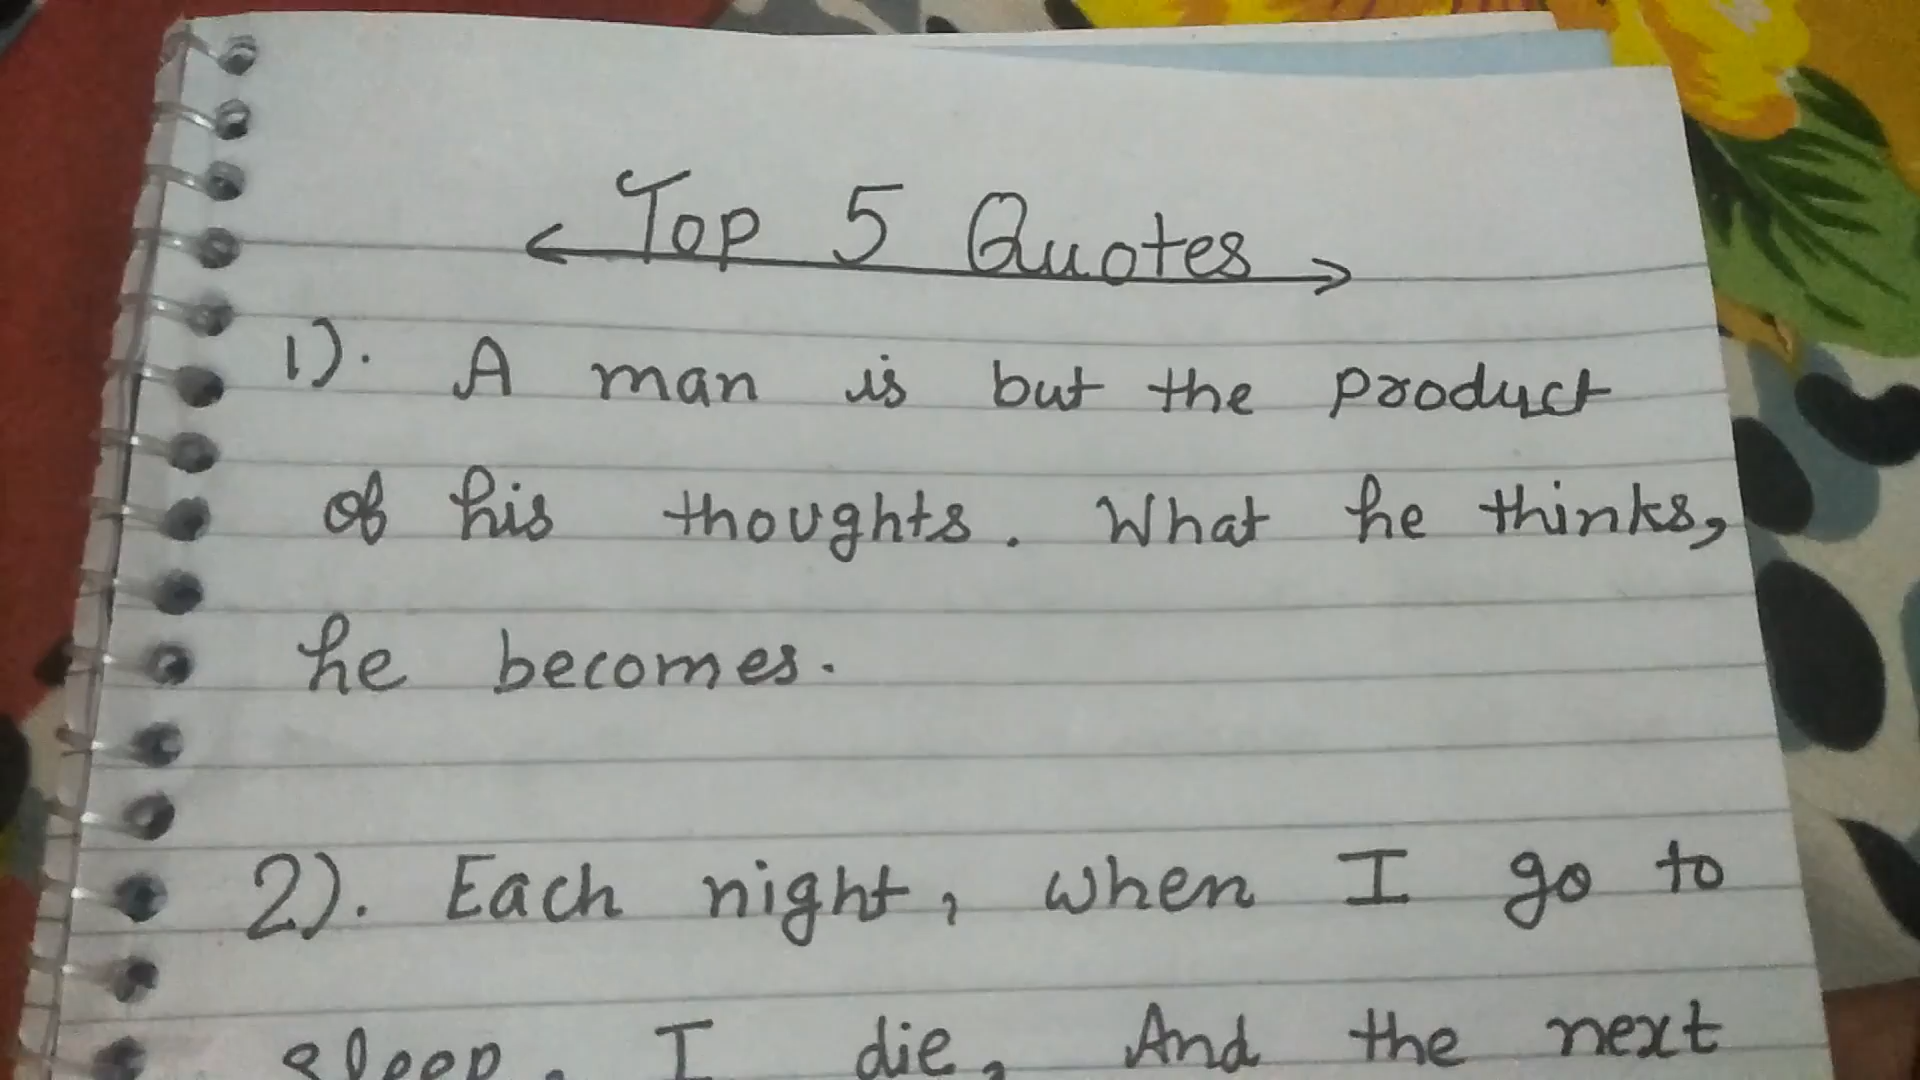 Top 5 Quotes
1). A man is but the product
of his thoughts. What he thinks,
he becomes.
2). Each night, when I go to
sleep, I die, And the next